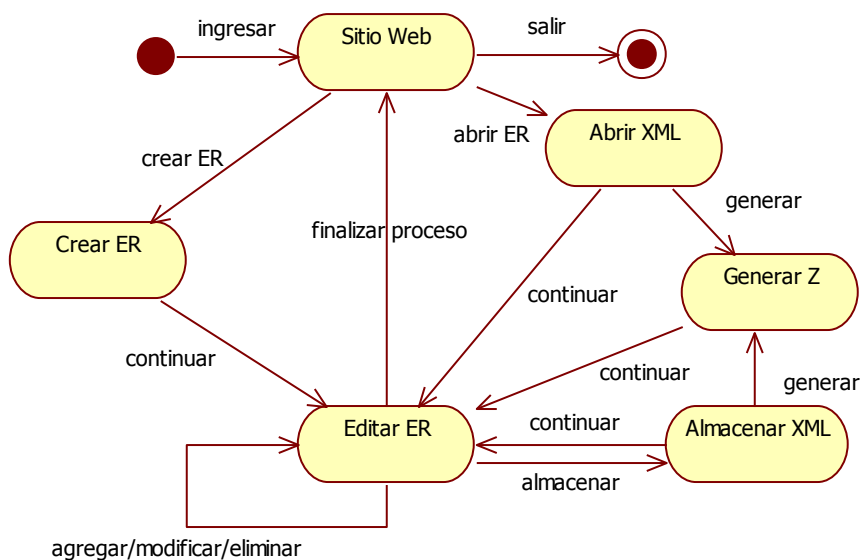 ingresar
Sitio Web
salir
abrir ER
Abrir XML
crear ER
generar
Crear ER
finalizar proceso
Generar Z
continuar
continuar
continuar
generar
Editar ER
continuar
Almacenar XML
almacenar
agregar/modificar/eliminar